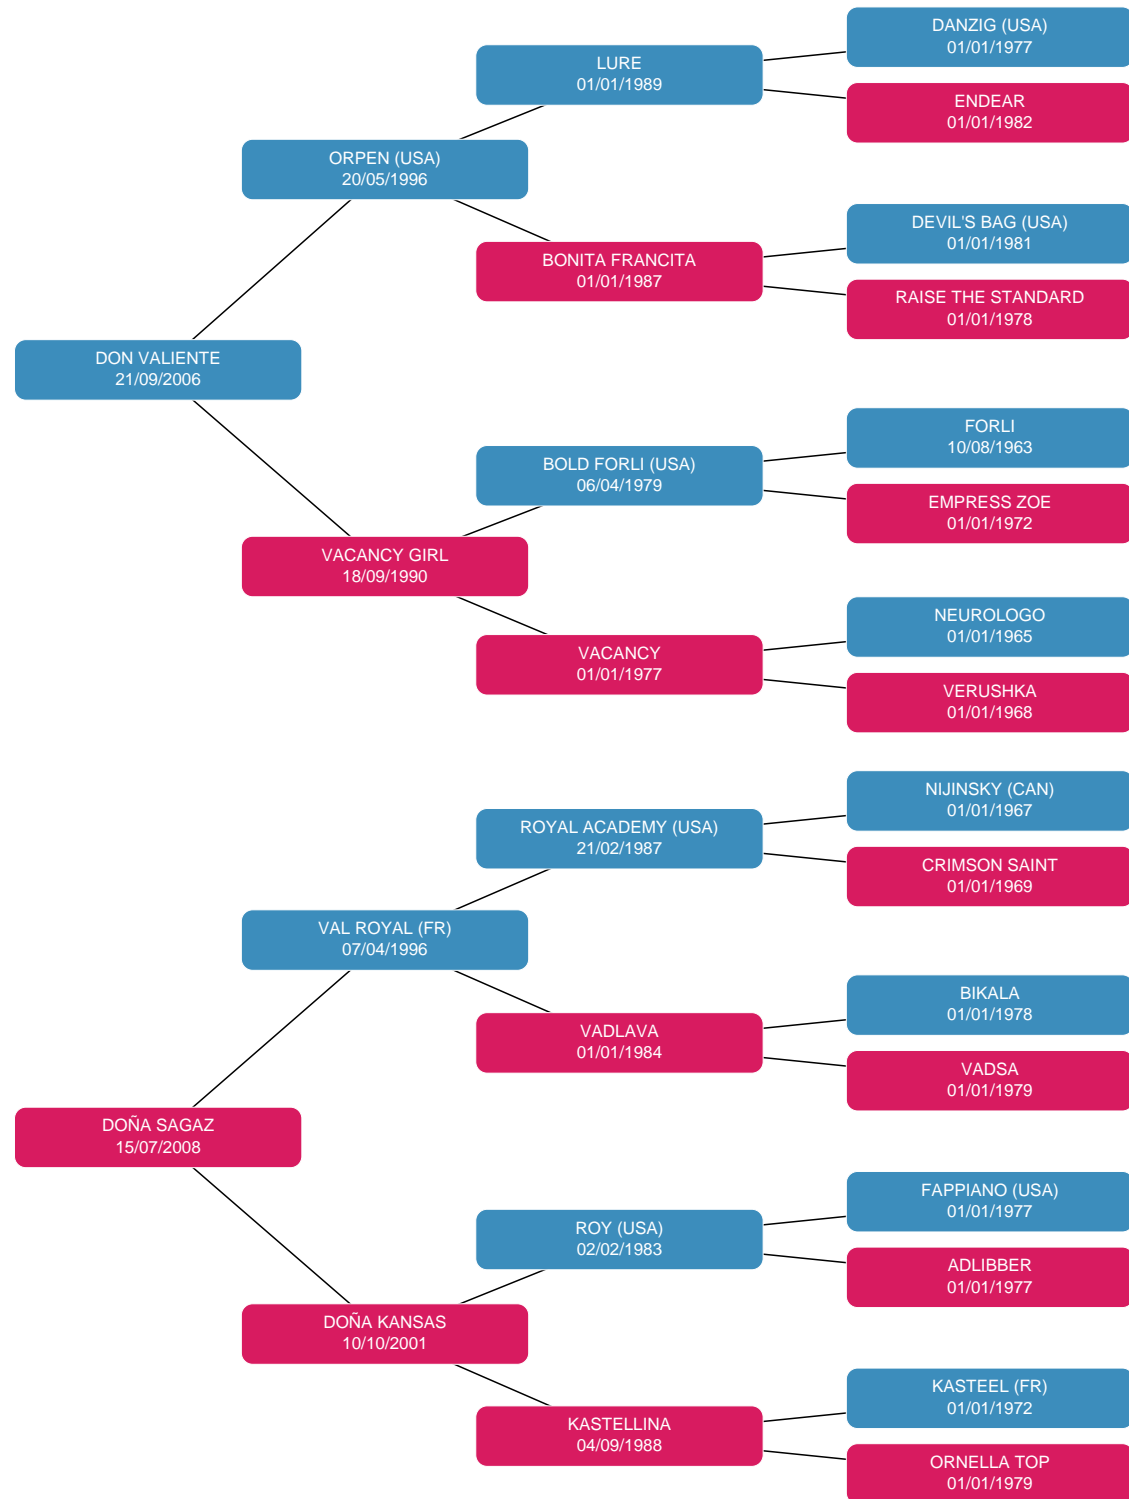 DANZIG (USA)
01/01/1977
LURE
01/01/1989
ENDEAR
01/01/1982
ORPEN (USA)
20/05/1996
DEVIL'S BAG (USA)
01/01/1981
BONITA FRANCITA
01/01/1987
RAISE THE STANDARD
01/01/1978
DON VALIENTE
21/09/2006
FORLI
10/08/1963
BOLD FORLI (USA)
06/04/1979
EMPRESS ZOE
01/01/1972
VACANCY GIRL
18/09/1990
NEUROLOGO
01/01/1965
VACANCY
01/01/1977
VERUSHKA
01/01/1968
NIJINSKY (CAN)
01/01/1967
ROYAL ACADEMY (USA)
21/02/1987
CRIMSON SAINT
01/01/1969
VAL ROYAL (FR)
07/04/1996
BIKALA
01/01/1978
VADLAVA
01/01/1984
VADSA
01/01/1979
DOÑA SAGAZ
15/07/2008
FAPPIANO (USA)
01/01/1977
ROY (USA)
02/02/1983
ADLIBBER
01/01/1977
DOÑA KANSAS
10/10/2001
KASTEEL (FR)
01/01/1972
KASTELLINA
04/09/1988
ORNELLA TOP
01/01/1979